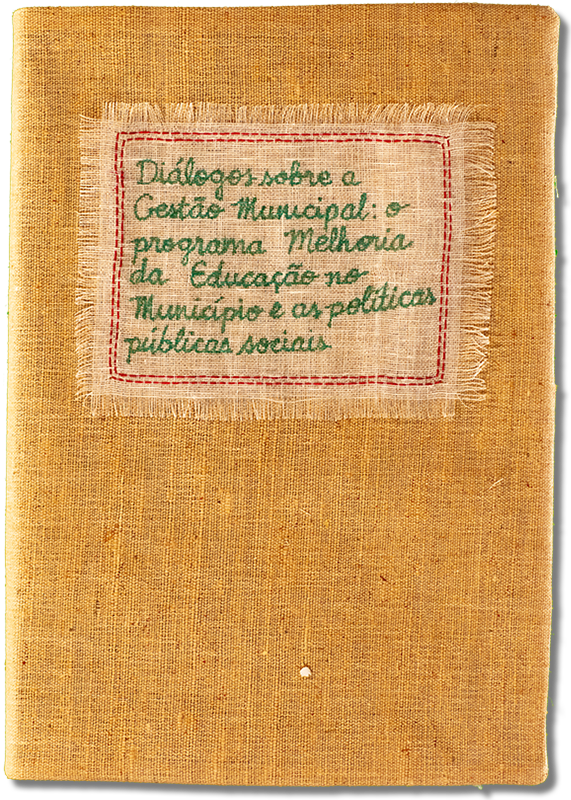 Diálogos sobre a
Gestão Municipal: o
programa Melhoria
da Educação no
Município e as políticas
públicas sociais